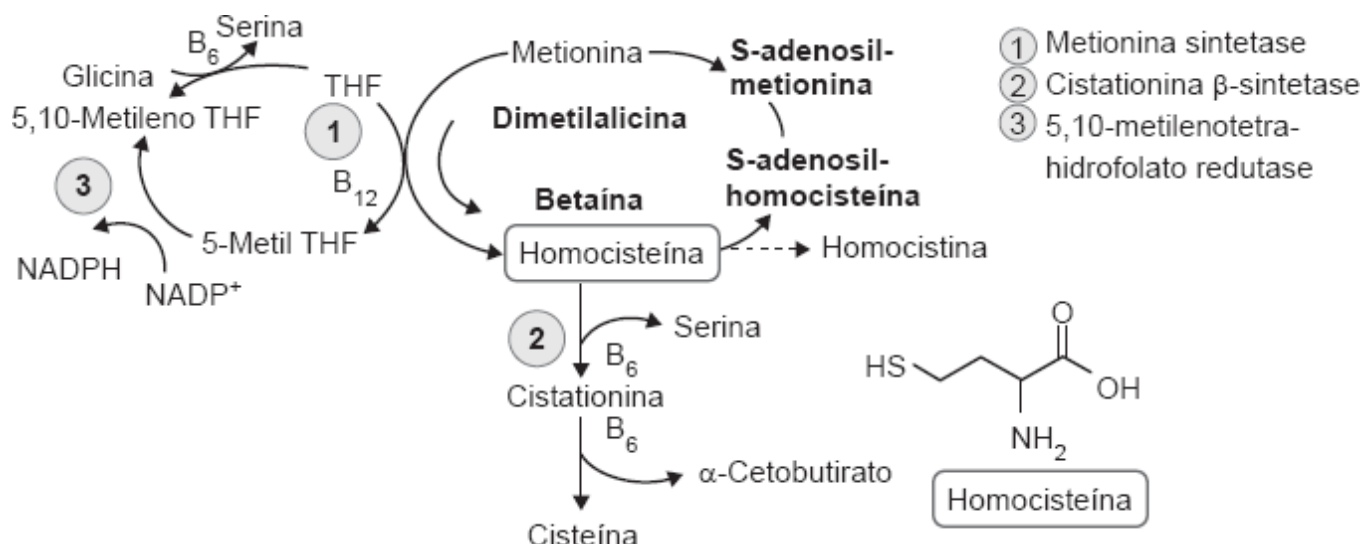 Serina
B6
Glicina
5,10-Metileno THF
THF
1
B12
3
5-Metil THF
NADPH
NADP+
Metionina
S-adenosil-
metionina
Dimetilalicina
S-adenosil-
homocisteína
Betaína
Homocisteína
Homocistina
2
Serina
B6
Cistationina
B6
α-Cetobutirato
Cisteína
1 Metionina sintetase
2 Cistationina β-sintetase
3 5,10-metilenotetra-
hidrofolato redutase
O
HS
OH
NH2
Homocisteína